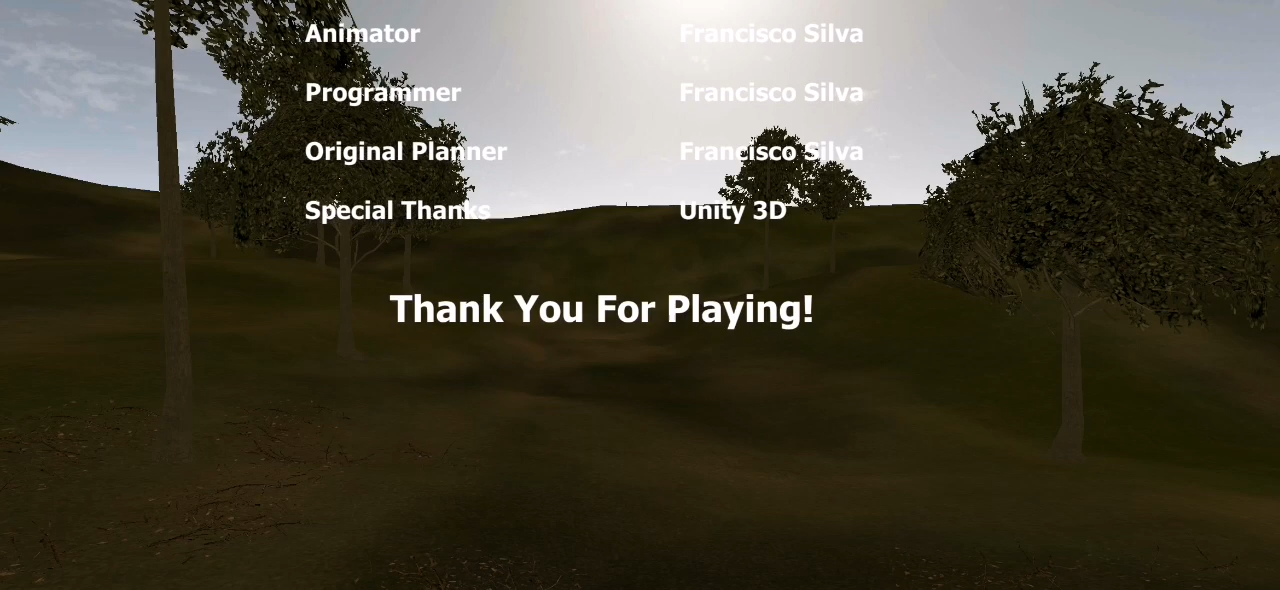 Animator Francisco Silva
Programmer Francisco Silva
Original Planner Francisco Silva
Special Thanks Unity 3D
Thank You For Playing!